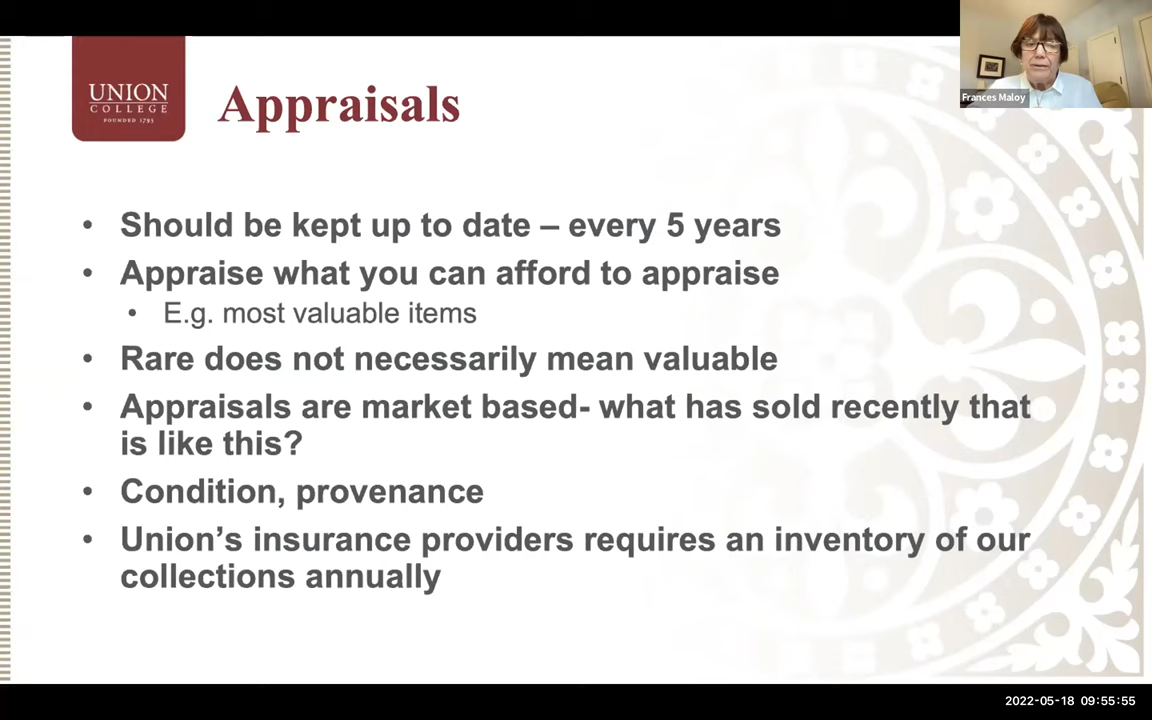 UNION
COLLEGE
FOUNDED 1795
Appraisals
Frances Maloy
• Should be kept up to date – every 5 years
• Appraise what you can afford to appraise
• E.g. most valuable items
• Rare does not necessarily mean valuable
• Appraisals are market based- what has sold recently that
is like this?
• Condition, provenance
• Union’s insurance providers requires an inventory of our
collections annually
2022-05-18 09:55:55